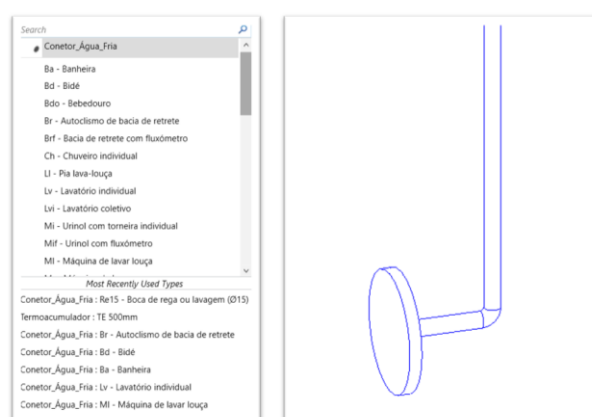 Search
Conetor_Água_Fria
Ba - Banheira
Bd - Bidé
Bdo - Bebedouro
Br - Autoclismo de bacia de retrete
Brf - Bacia de retrete com fluxómetro
Ch - Chuveiro individual
Ll - Pia lava-louça
Lv - Lavatório individual
Lvi - Lavatório coletivo
Mi - Urinol com torneira individual
Mif - Urinol com fluxómetro
Ml - Máquina de lavar louça
Most Recently Used Types
Conetor_Água_Fria : Re15 - Boca de rega ou lavagem (Ø15)
Termoacumulador : TE 500mm
Conetor_Água_Fria : Br - Autoclismo de bacia de retrete
Conetor_Água_Fria : Bd - Bidé
Conetor_Água_Fria : Ba - Banheira
Conetor_Água_Fria : Lv - Lavatório individual
Conetor_Água_Fria : Ml - Máquina de lavar louça